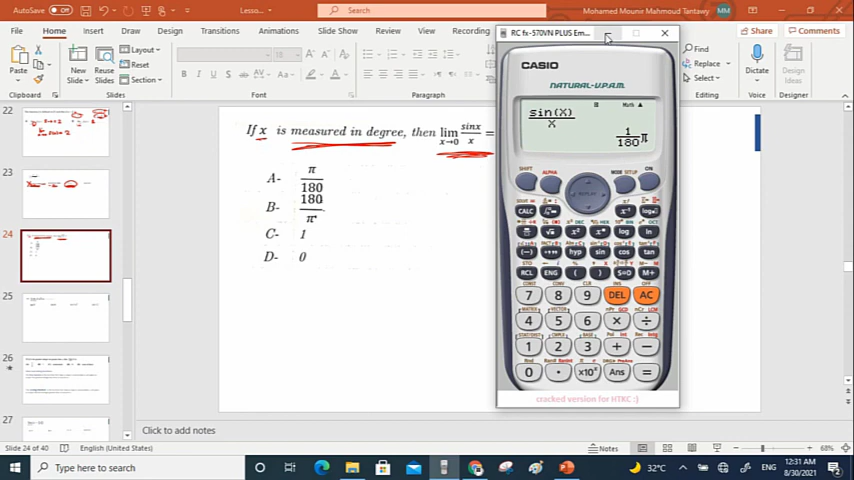 AutoSave Off
Lesso...
Search
Mohamed Mounir Mahmoud Tantawy
MM
File Home Insert Draw Design Transitions Animations Slide Show Review View Recording
Share Comments
Paste
New Slide
Reuse Slides
Layout
Reset
Section
Find
Replace
Select
Dictate
Design Ideas
Clipboard
Slides
Font
Voice
Designer
RC fx-570VN PLUS Em...
CASIO
NATURAL-V.P.A.M.
Math
sin(X)
X
1
180 π
SHIFT ALPHA MODE SETUP ON
CALC x⁻¹
x² log ln
(−) hyp sin cos tan
STO
RCL ENG ( ) S⇔D M+
7 8 9 DEL AC
4 5 6 × ÷
1 2 3 + −
0 · ×10ˣ Ans =
cracked version for HTKC :)
22
23
24
25
26
27
If x is measured in degree, then lim x→0 sinx/x =
A- π/180
B- 180/π
C- 1
D- 0
Click to add notes
Slide 24 of 40 English (United States)
Notes
68%
Type here to search
32°C
ENG
12:31 AM
8/30/2021
2